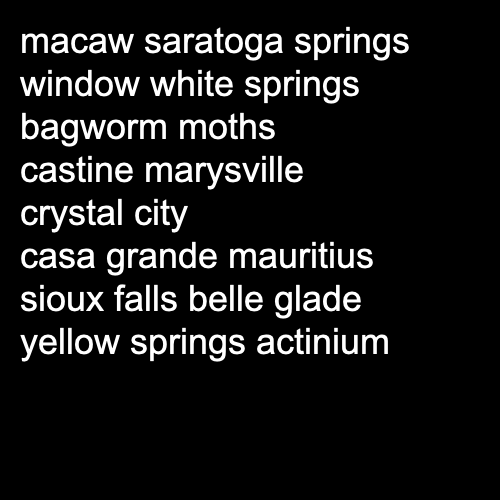 macaw saratoga springs
window white springs
bagworm moths
castine marysville
crystal city
casa grande mauritius
sioux falls belle glade
yellow springs actinium